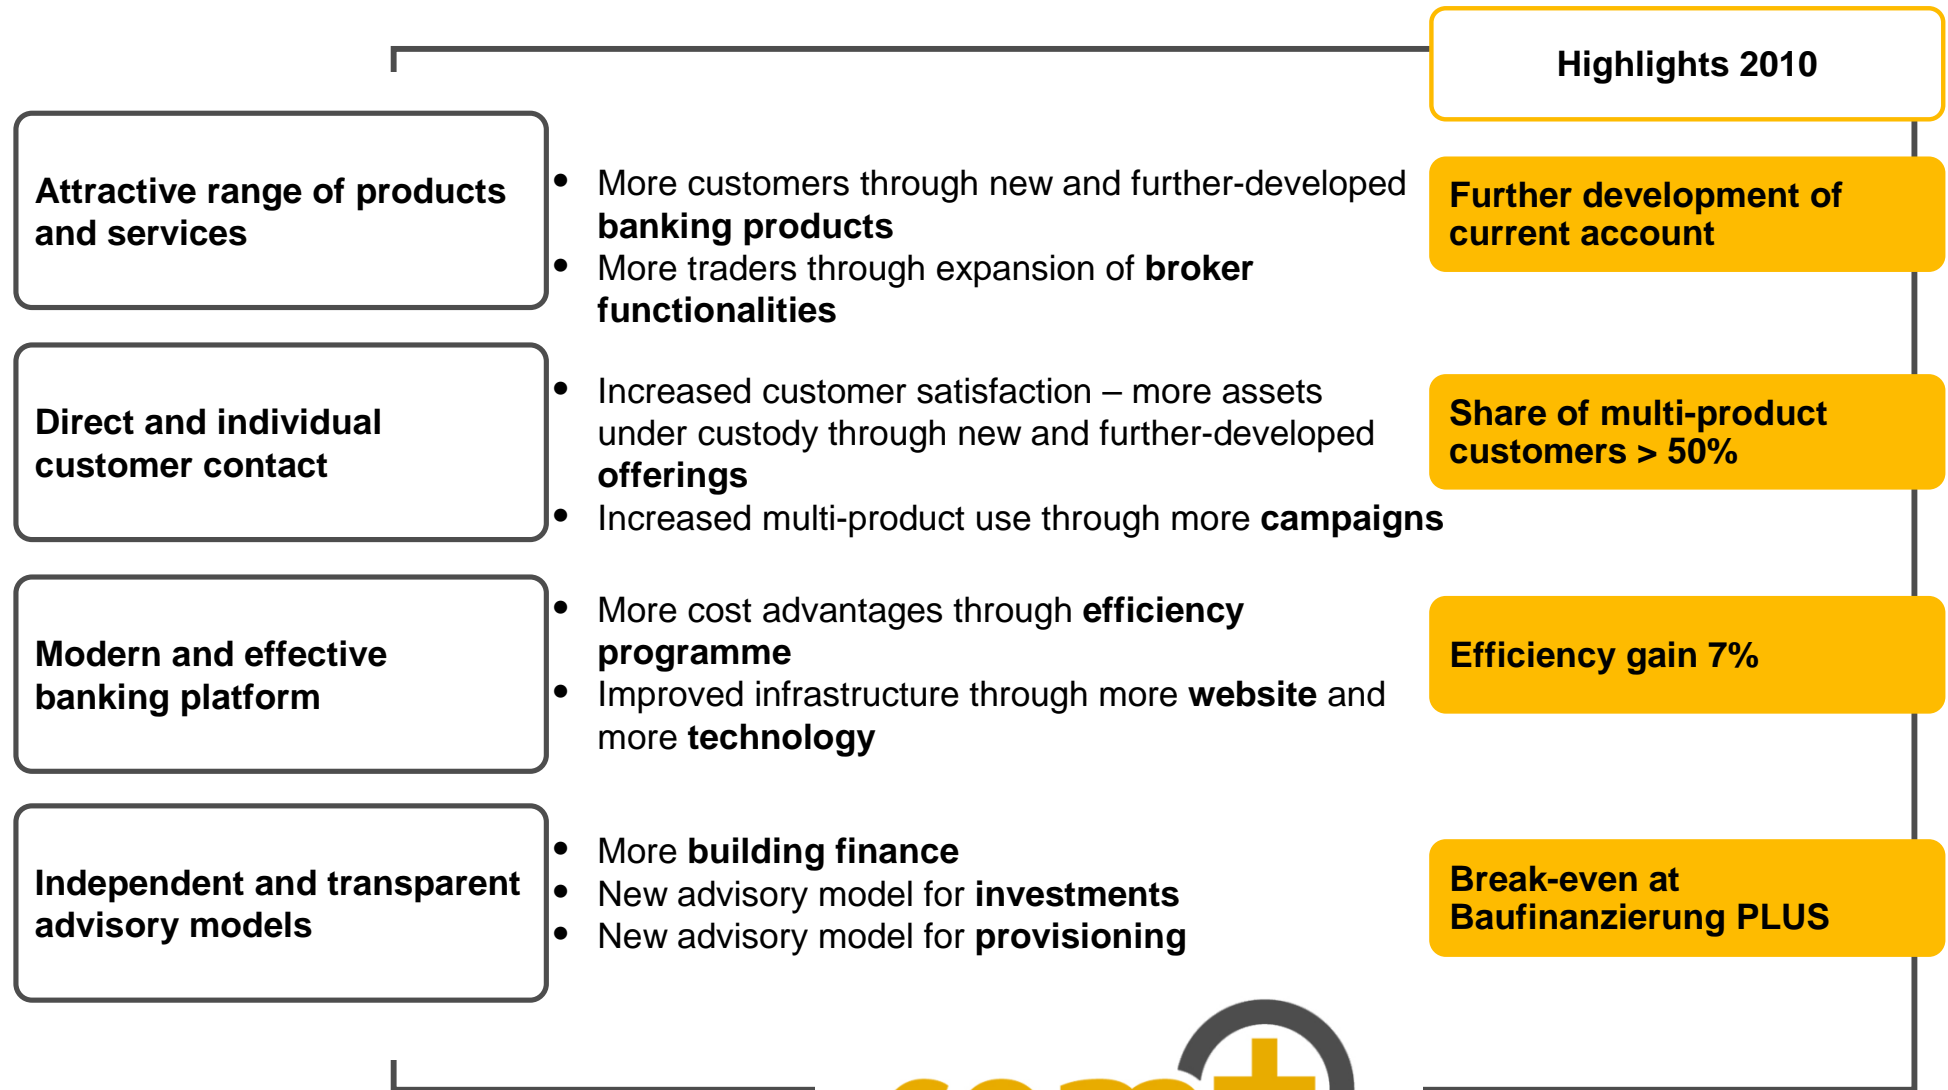 Highlights 2010
Attractive range of products
and services
• More customers through new and further-developed
banking products
• More traders through expansion of broker
functionalities
Further development of
current account
Direct and individual
customer contact
• Increased customer satisfaction – more assets
under custody through new and further-developed
offerings
• Increased multi-product use through more campaigns
Share of multi-product
customers > 50%
Modern and effective
banking platform
• More cost advantages through efficiency
programme
• Improved infrastructure through more website and
more technology
Efficiency gain 7%
Independent and transparent
advisory models
• More building finance
• New advisory model for investments
• New advisory model for provisioning
Break-even at
Baufinanzierung PLUS